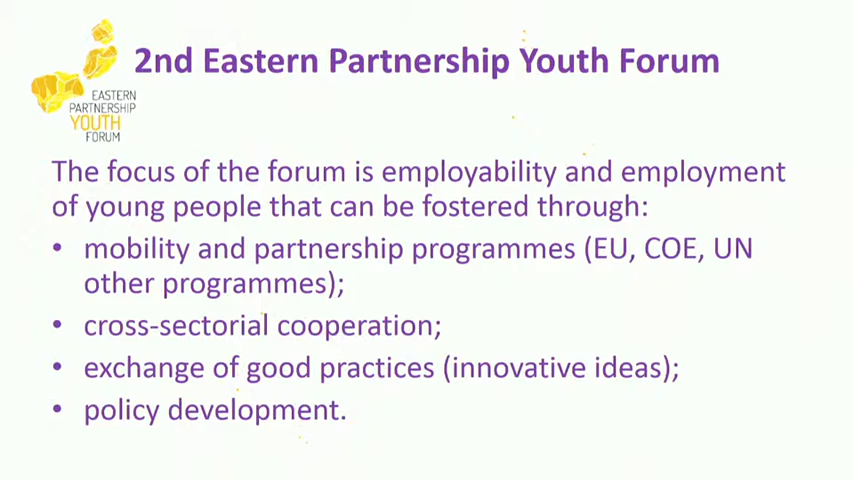 2nd Eastern Partnership Youth Forum
EASTERN
PARTNERSHIP
YOUTH
FORUM
The focus of the forum is employability and employment
of young people that can be fostered through:
• mobility and partnership programmes (EU, COE, UN
other programmes);
• cross-sectorial cooperation;
• exchange of good practices (innovative ideas);
• policy development.